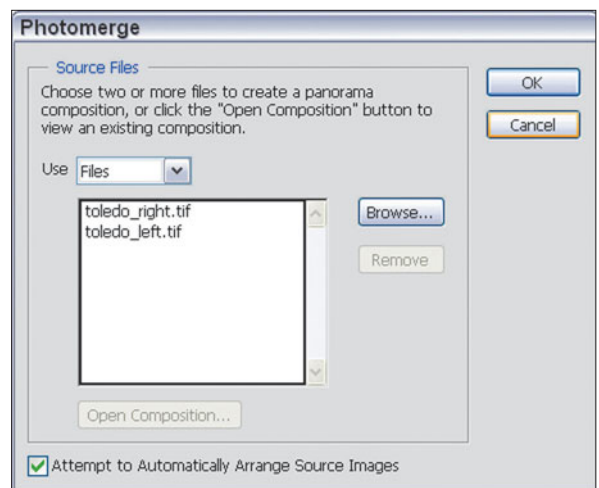 Photomerge
Source Files
Choose two or more files to create a panorama
composition, or click the "Open Composition" button to
view an existing composition.
OK
Cancel
Use Files
toledo_right.tif
toledo_left.tif
Browse...
Remove
Open Composition...
Attempt to Automatically Arrange Source Images